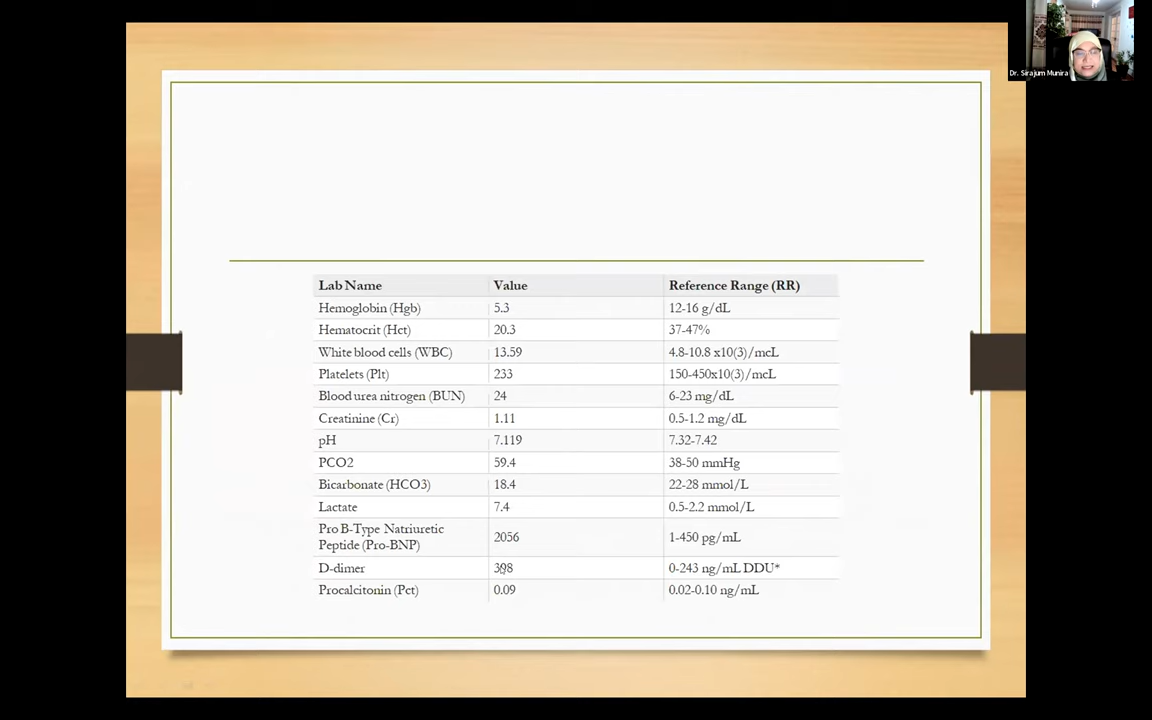 Dr. Sirajum Munira
Lab Name Value Reference Range (RR)
Hemoglobin (Hgb) 5.3 12-16 g/dL
Hematocrit (Hct) 20.3 37-47%
White blood cells (WBC) 13.59 4.8-10.8 x10(3)/mcL
Platelets (Plt) 233 150-450x10(3)/mcL
Blood urea nitrogen (BUN) 24 6-23 mg/dL
Creatinine (Cr) 1.11 0.5-1.2 mg/dL
pH 7.119 7.32-7.42
PCO2 59.4 38-50 mmHg
Bicarbonate (HCO3) 18.4 22-28 mmol/L
Lactate 7.4 0.5-2.2 mmol/L
Pro B-Type Natriuretic
Peptide (Pro-BNP) 2056 1-450 pg/mL
D-dimer 398 0-243 ng/mL DDU*
Procalcitonin (Pct) 0.09 0.02-0.10 ng/mL